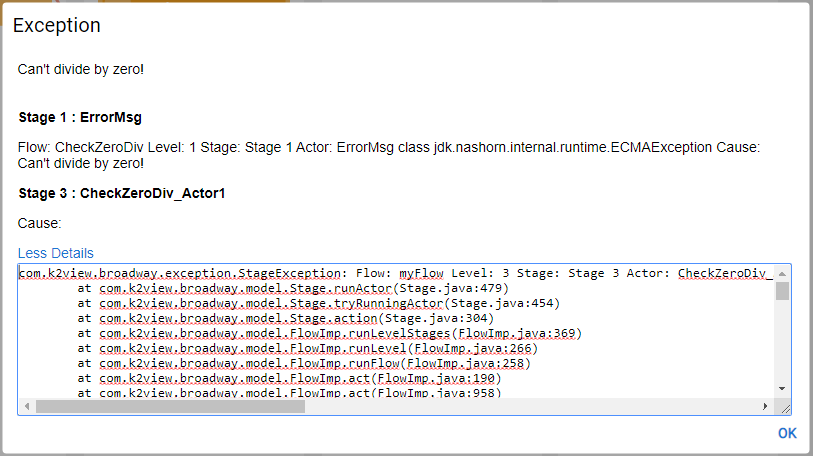 Exception
Can't divide by zero!
Stage 1 : ErrorMsg
Flow: CheckZeroDiv Level: 1 Stage: Stage 1 Actor: ErrorMsg class jdk.nashorn.internal.runtime.ECMAException Cause:
Can't divide by zero!
Stage 3 : CheckZeroDiv_Actor1
Cause:
Less Details
com.k2view.broadway.exception.StageException: Flow: myFlow Level: 3 Stage: Stage 3 Actor: CheckZeroDiv_
at com.k2view.broadway.model.Stage.runActor(Stage.java:479)
at com.k2view.broadway.model.Stage.tryRunningActor(Stage.java:454)
at com.k2view.broadway.model.Stage.action(Stage.java:304)
at com.k2view.broadway.model.FlowImp.runLevelStages(FlowImp.java:369)
at com.k2view.broadway.model.FlowImp.runLevel(FlowImp.java:266)
at com.k2view.broadway.model.FlowImp.runFlow(FlowImp.java:258)
at com.k2view.broadway.model.FlowImp.act(FlowImp.java:190)
at com.k2view.broadway.model.FlowImp.act(FlowImp.java:958)
OK